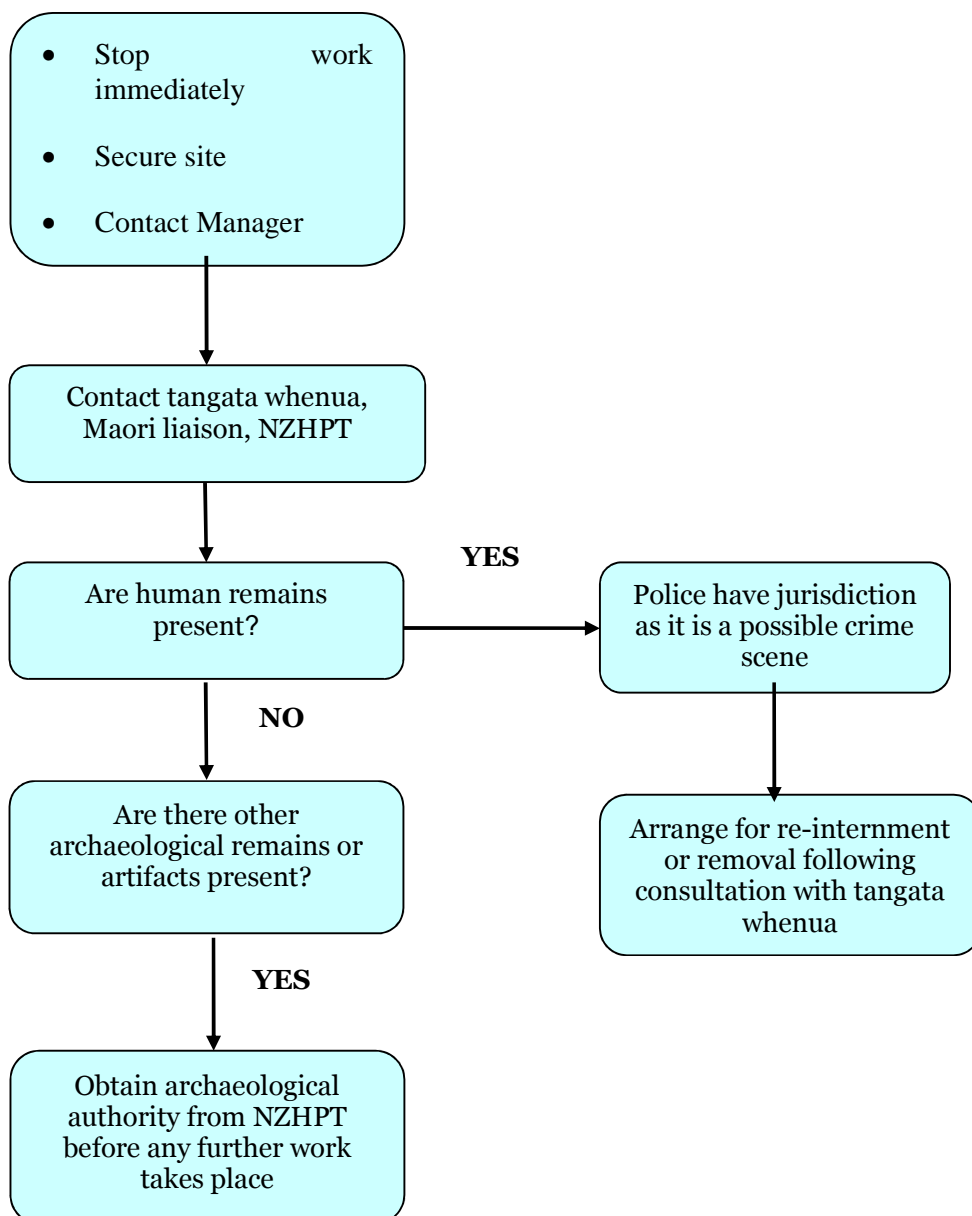 • Stop work
immediately
• Secure site
• Contact Manager
Contact tangata whenua,
Maori liaison, NZHPT
Are human remains
present?
YES
Police have jurisdiction
as it is a possible crime
scene
NO
Are there other
archaeological remains or
artifacts present?
Arrange for re-internment
or removal following
consultation with tangata
whenua
YES
Obtain archaeological
authority from NZHPT
before any further work
takes place